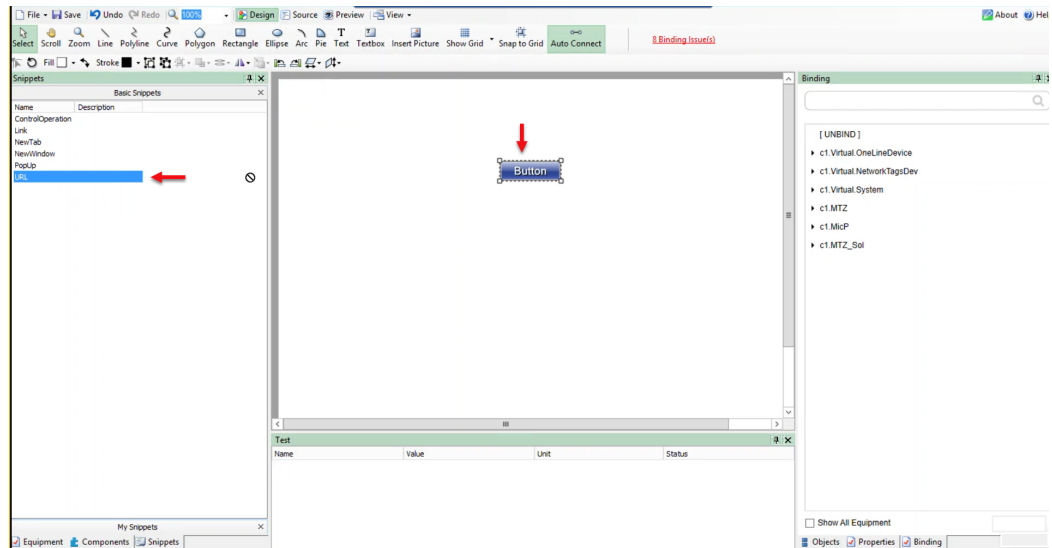 File Save Undo Redo 100% Design Source Preview View About Hel
Select Scroll Zoom Line Polyline Curve Polygon Rectangle Ellipse Arc Pie Text Textbox Insert Picture Show Grid Snap to Grid Auto Connect 8 Binding Issue(s)
Fill Stroke
Snippets
Basic Snippets
Name Description
ControlOperation
Link
NewTab
NewWindow
PopUp
URL
My Snippets
Equipment Components Snippets
Button
Test
Name Value Unit Status
Binding
[ UNBIND ]
c1.Virtual.OneLineDevice
c1.Virtual.NetworkTagsDev
c1.Virtual.System
c1.MTZ
c1.MicP
c1.MTZ_Sol
Show All Equipment
Objects Properties Binding